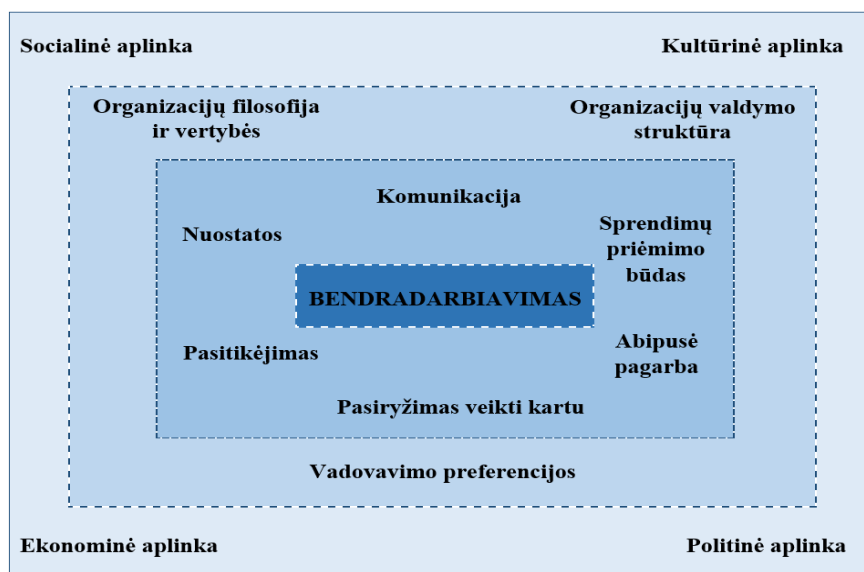 Socialinė aplinka
Kultūrinė aplinka
Organizacijų filosofija
ir vertybės
Organizacijų valdymo
struktūra
Komunikacija
Nuostatos
Sprendimų
priėmimo
būdas
BENDRADARBIAVIMAS
Pasitikėjimas
Abipusė
pagarba
Pasiryžimas veikti kartu
Vadovavimo preferencijos
Ekonominė aplinka
Politinė aplinka